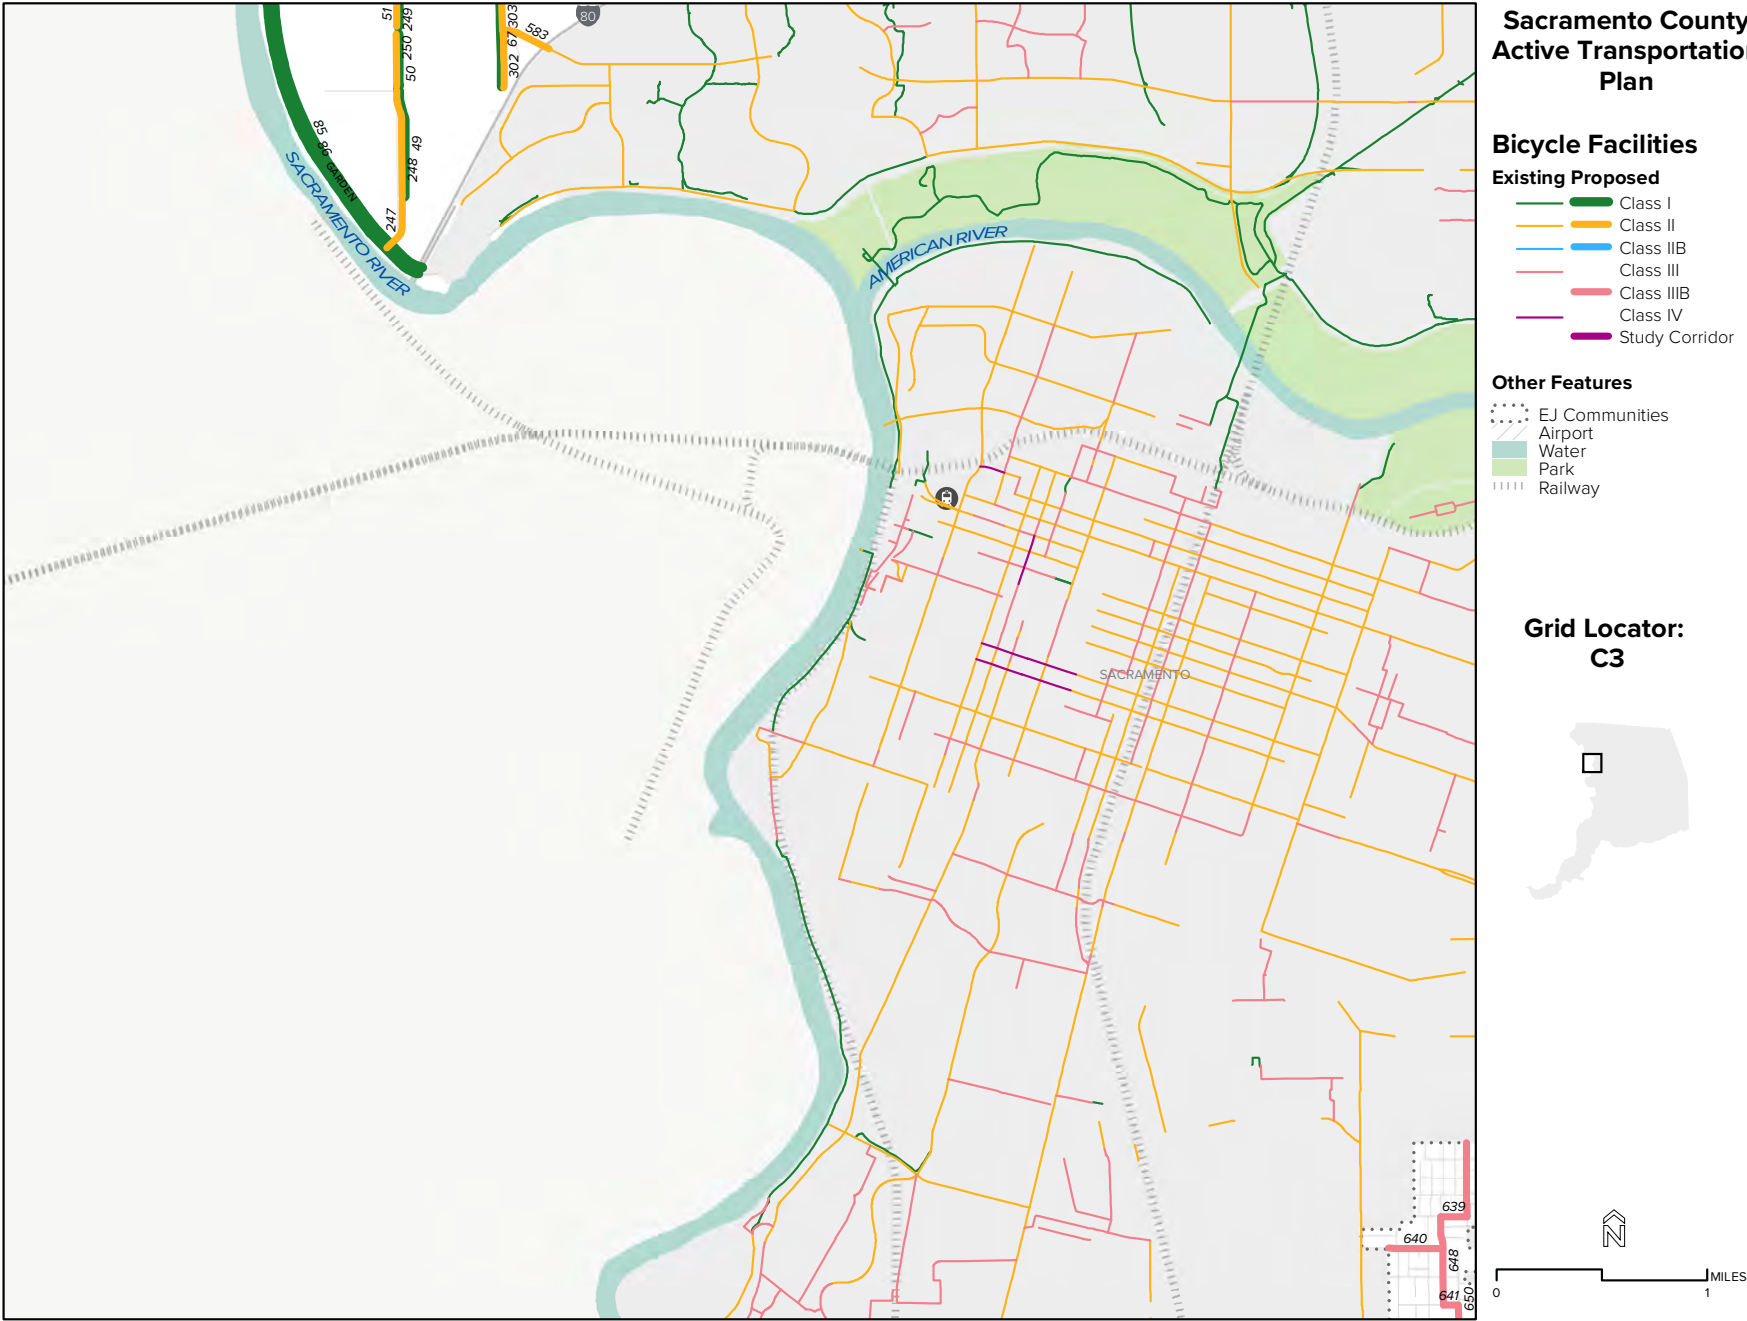 Sacramento County
Active Transportatio
Plan
Bicycle Facilities
Existing Proposed
Class I
Class II
Class IIB
Class III
Class IIIB
Class IV
Study Corridor
Other Features
EJ Communities
Airport
Water
Park
Railway
Grid Locator:
C3
N
MILES
0 1
51
249
250
50
49
248
247
303
67
302
583
80
85 86 GARDEN
SACRAMENTO RIVER
AMERICAN RIVER
SACRAMENTO
639
640
648
641
650